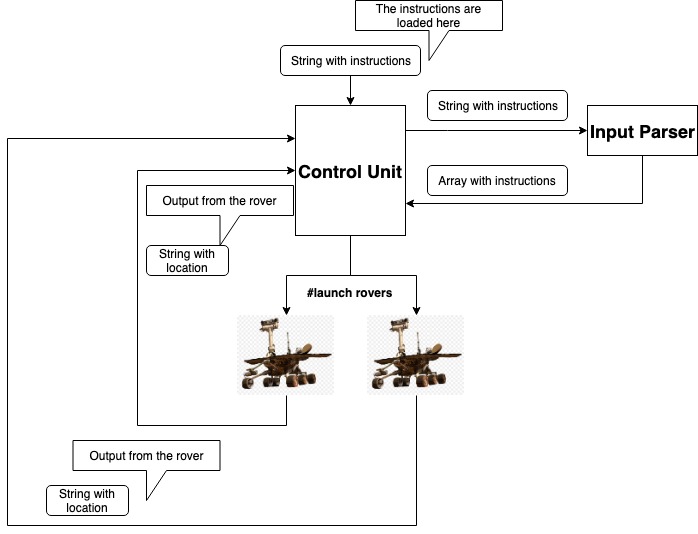 The instructions are
loaded here
String with instructions
String with instructions
Input Parser
Control Unit
Array with instructions
Output from the rover
String with
location
#launch rovers
Output from the rover
String with
location